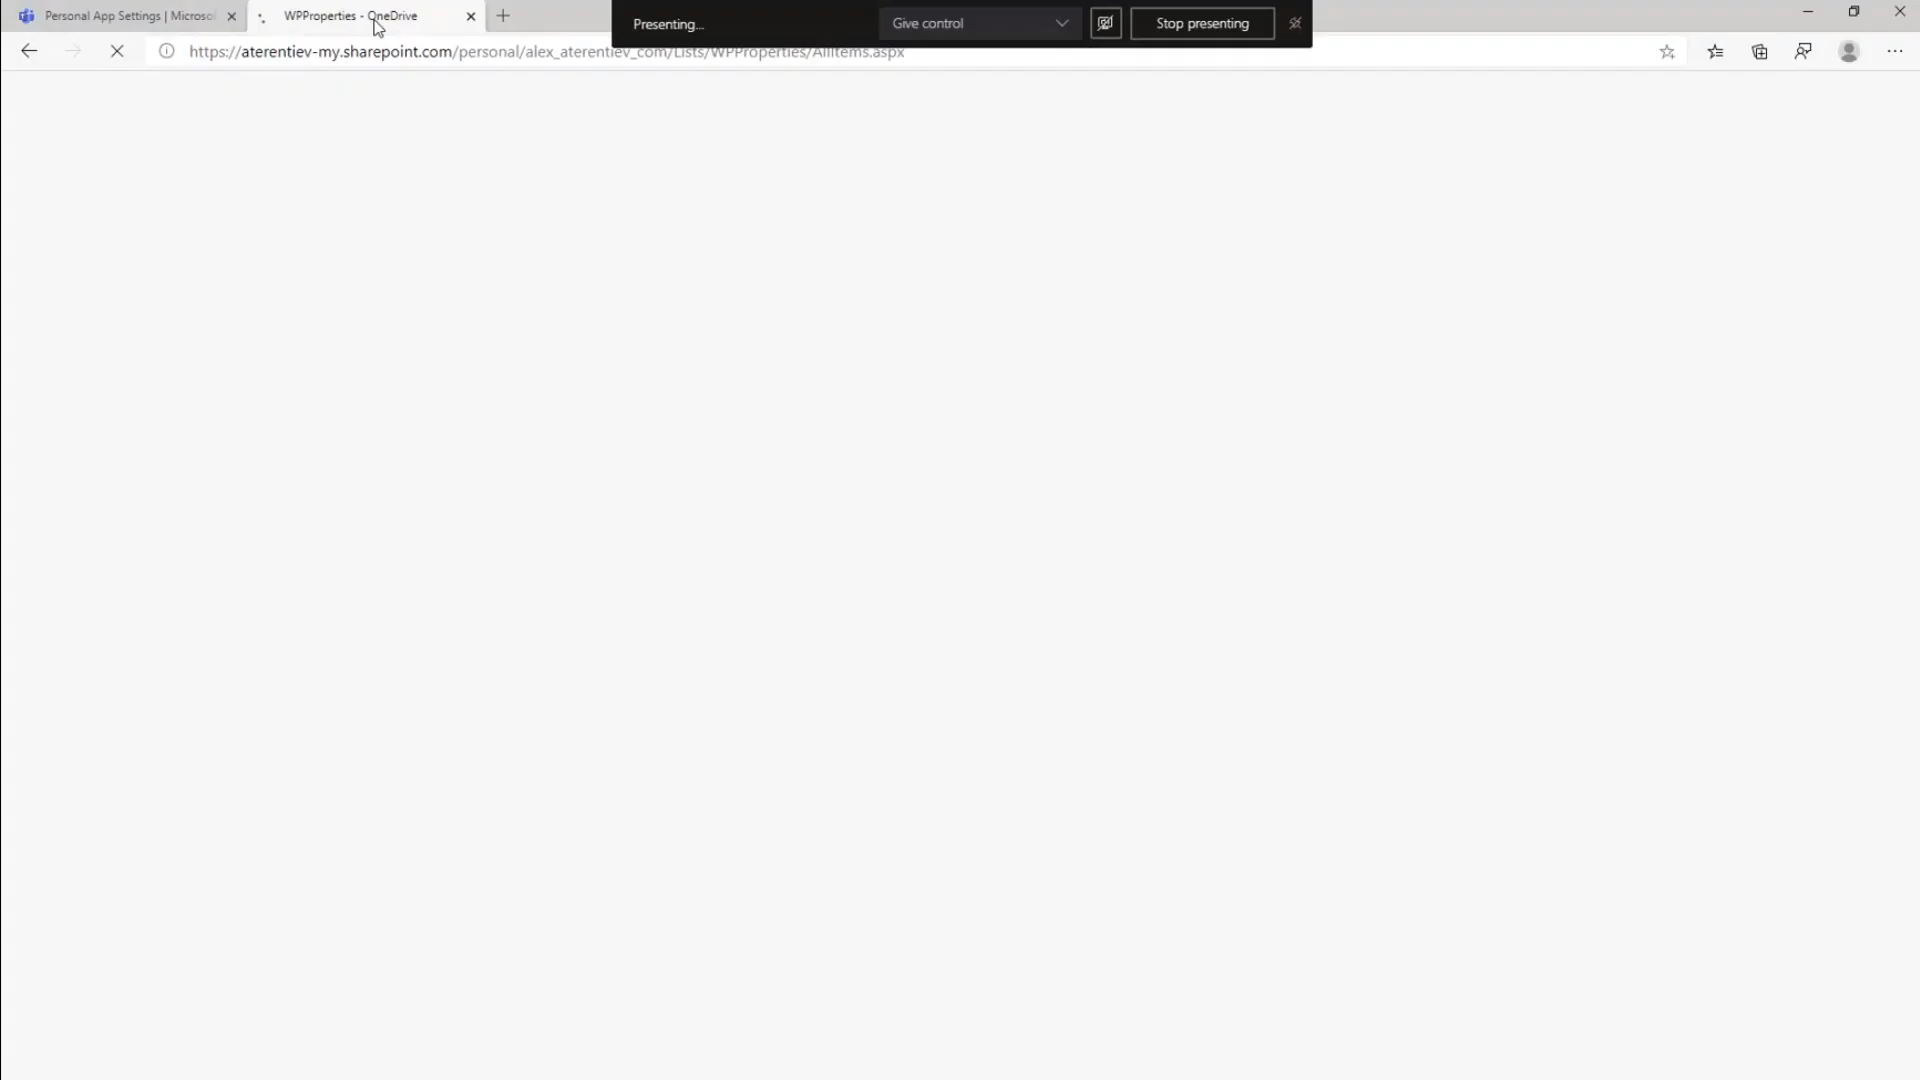 Personal App Settings | Microsof
WPProperties - OneDrive
Presenting...
Give control
Stop presenting
https://aterentiev-my.sharepoint.com/personal/alex_aterentiev_com/Lists/WPProperties/AllItems.aspx